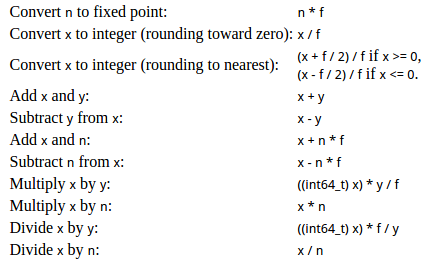 Convert n to fixed point: n * f
Convert x to integer (rounding toward zero): x / f
Convert x to integer (rounding to nearest): (x + f / 2) / f if x >= 0,
(x - f / 2) / f if x <= 0.
Add x and y: x + y
Subtract y from x: x - y
Add x and n: x + n * f
Subtract n from x: x - n * f
Multiply x by y: ((int64_t) x) * y / f
Multiply x by n: x * n
Divide x by y: ((int64_t) x) * f / y
Divide x by n: x / n